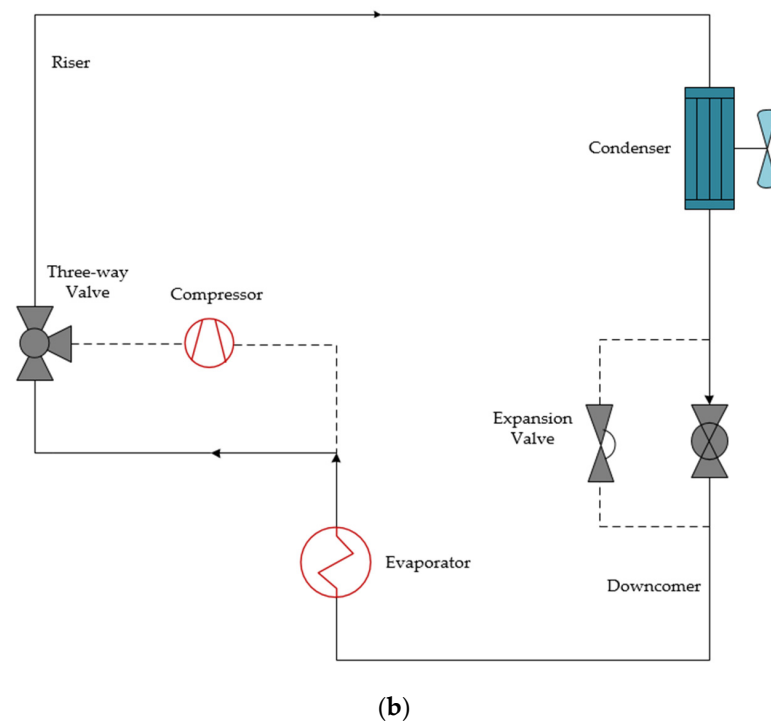 Riser
Condenser
Three-way
Valve
Compressor
Expansion
Valve
Evaporator
Downcomer
(b)